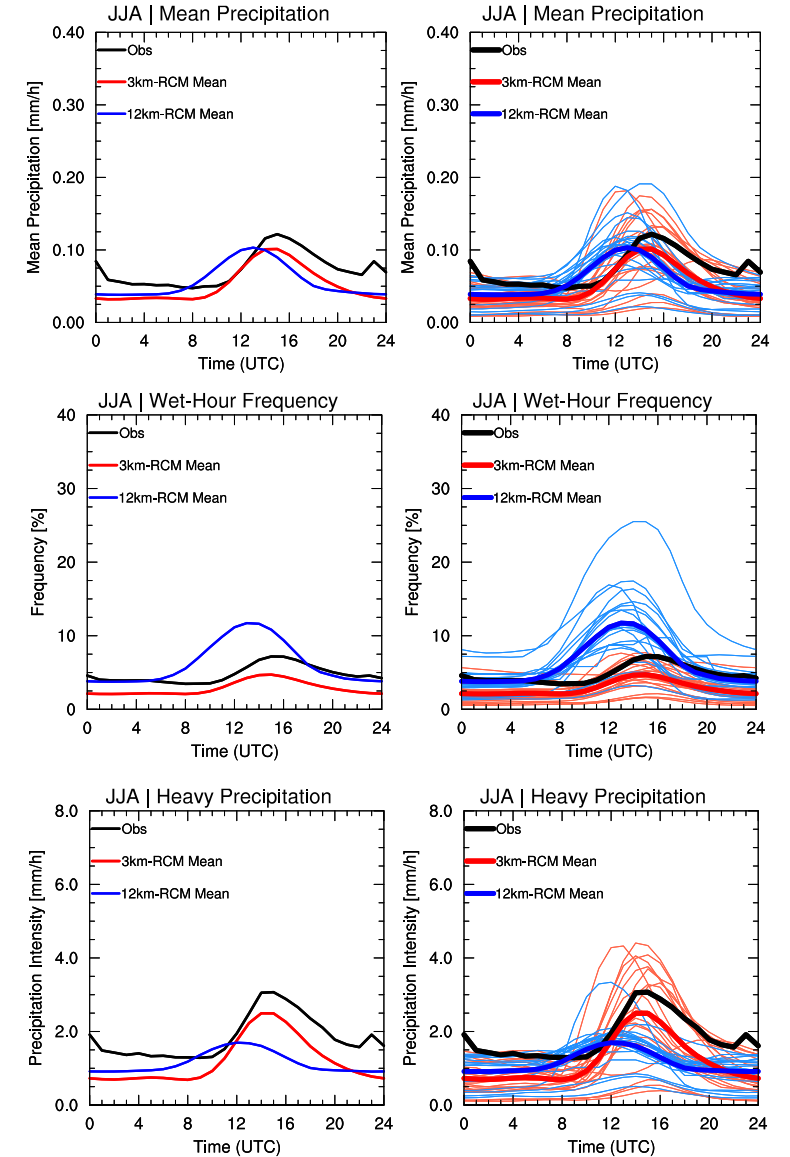 JJA | Mean Precipitation
0.40
0.30
0.20
0.10
0.00
Mean Precipitation [mm/h]
Obs
3km-RCM Mean
12km-RCM Mean
0 4 8 12 16 20 24
Time (UTC)
JJA | Mean Precipitation
0.40
0.30
0.20
0.10
0.00
Mean Precipitation [mm/h]
Obs
3km-RCM Mean
12km-RCM Mean
0 4 8 12 16 20 24
Time (UTC)
JJA | Wet-Hour Frequency
40
30
20
10
0
Frequency [%]
Obs
3km-RCM Mean
12km-RCM Mean
0 4 8 12 16 20 24
Time (UTC)
JJA | Wet-Hour Frequency
40
30
20
10
0
Frequency [%]
Obs
3km-RCM Mean
12km-RCM Mean
0 4 8 12 16 20 24
Time (UTC)
JJA | Heavy Precipitation
8.0
6.0
4.0
2.0
0.0
Precipitation Intensity [mm/h]
Obs
3km-RCM Mean
12km-RCM Mean
0 4 8 12 16 20 24
Time (UTC)
JJA | Heavy Precipitation
8.0
6.0
4.0
2.0
0.0
Precipitation Intensity [mm/h]
Obs
3km-RCM Mean
12km-RCM Mean
0 4 8 12 16 20 24
Time (UTC)